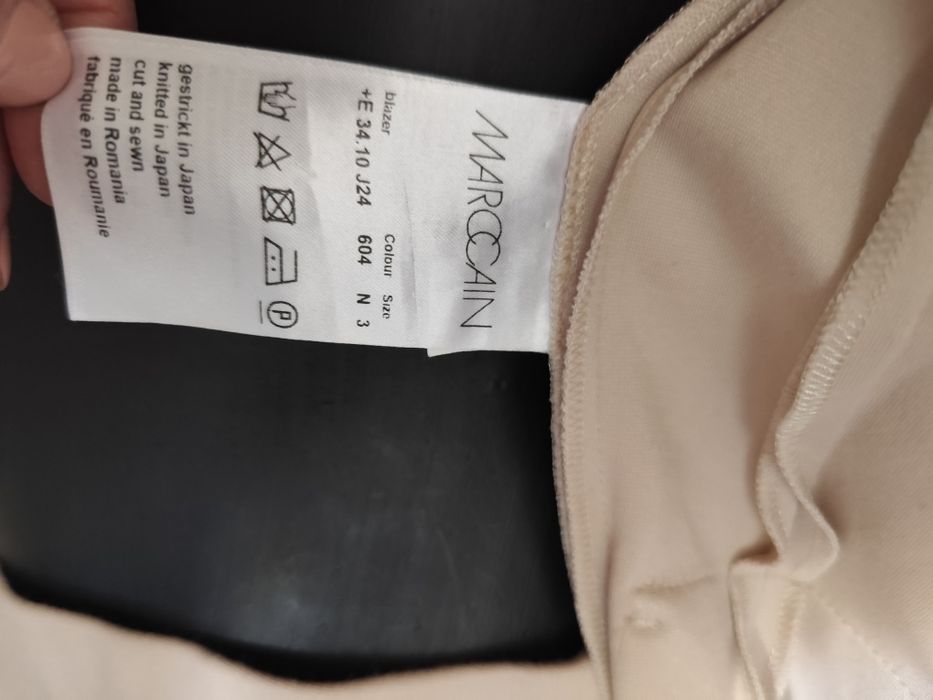 MARCCAIN
blazer Colour Size
+E 34.10 J24 604 N 3
P
gestrickt in Japan
knitted in Japan
cut and sewn
made in Romania
fabriqué en Roumanie